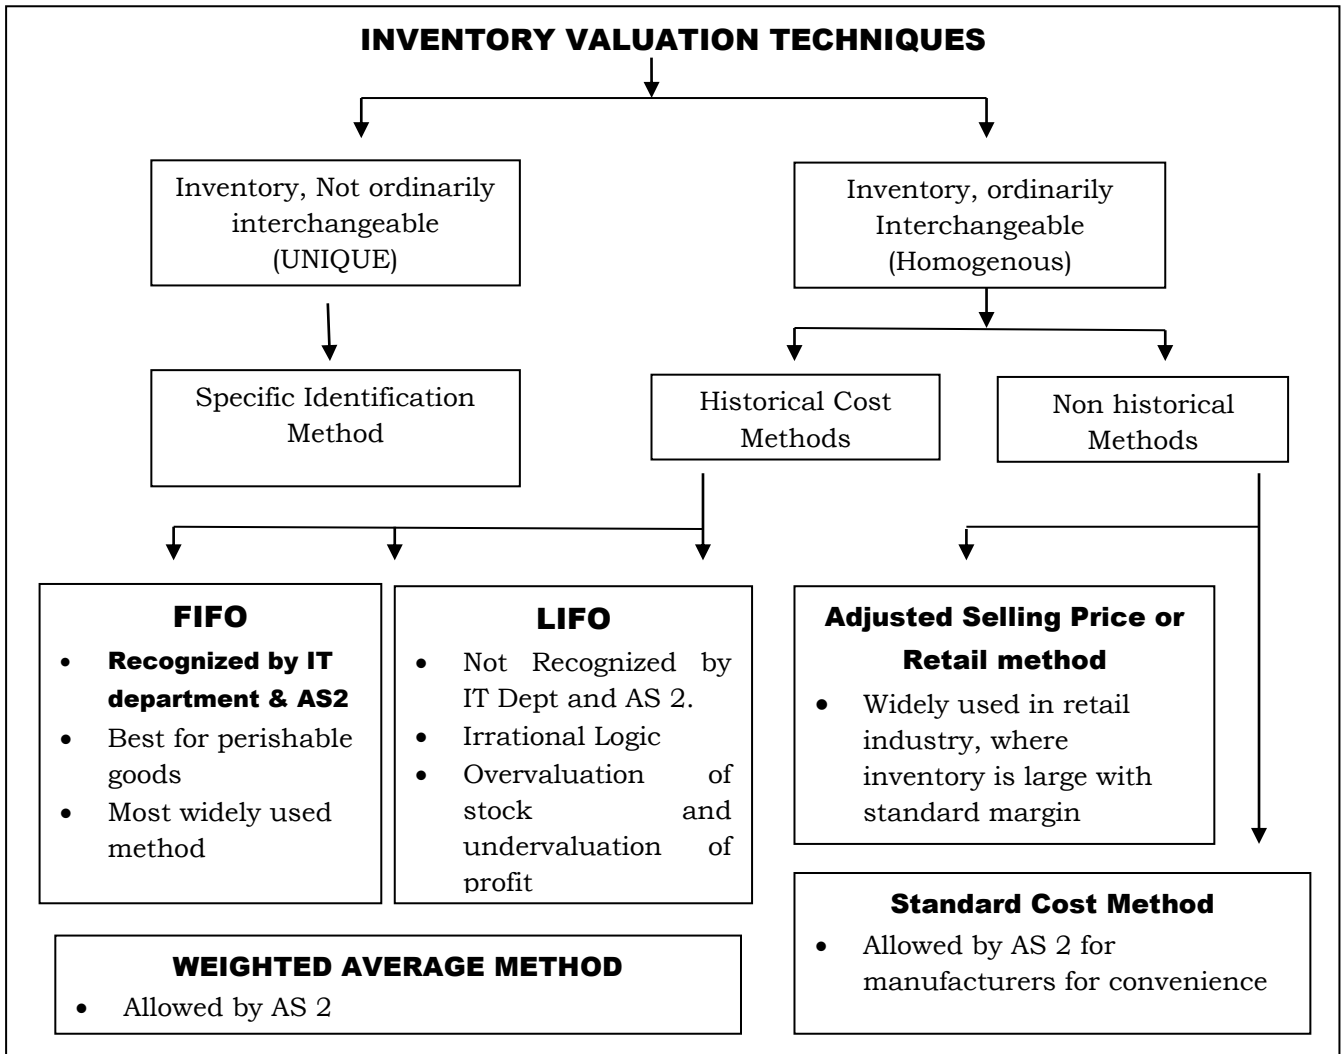 INVENTORY VALUATION TECHNIQUES
Inventory, Not ordinarily
interchangeable
(UNIQUE)
Inventory, ordinarily
Interchangeable
(Homogenous)
Specific Identification
Method
Historical Cost
Methods
Non historical
Methods
FIFO
• Recognized by IT
department & AS2
• Best for perishable
goods
• Most widely used
method
LIFO
• Not Recognized by
IT Dept and AS 2.
• Irrational Logic
• Overvaluation of
stock and
undervaluation of
profit
Adjusted Selling Price or
Retail method
• Widely used in retail
industry, where
inventory is large with
standard margin
WEIGHTED AVERAGE METHOD
• Allowed by AS 2
Standard Cost Method
• Allowed by AS 2 for
manufacturers for convenience